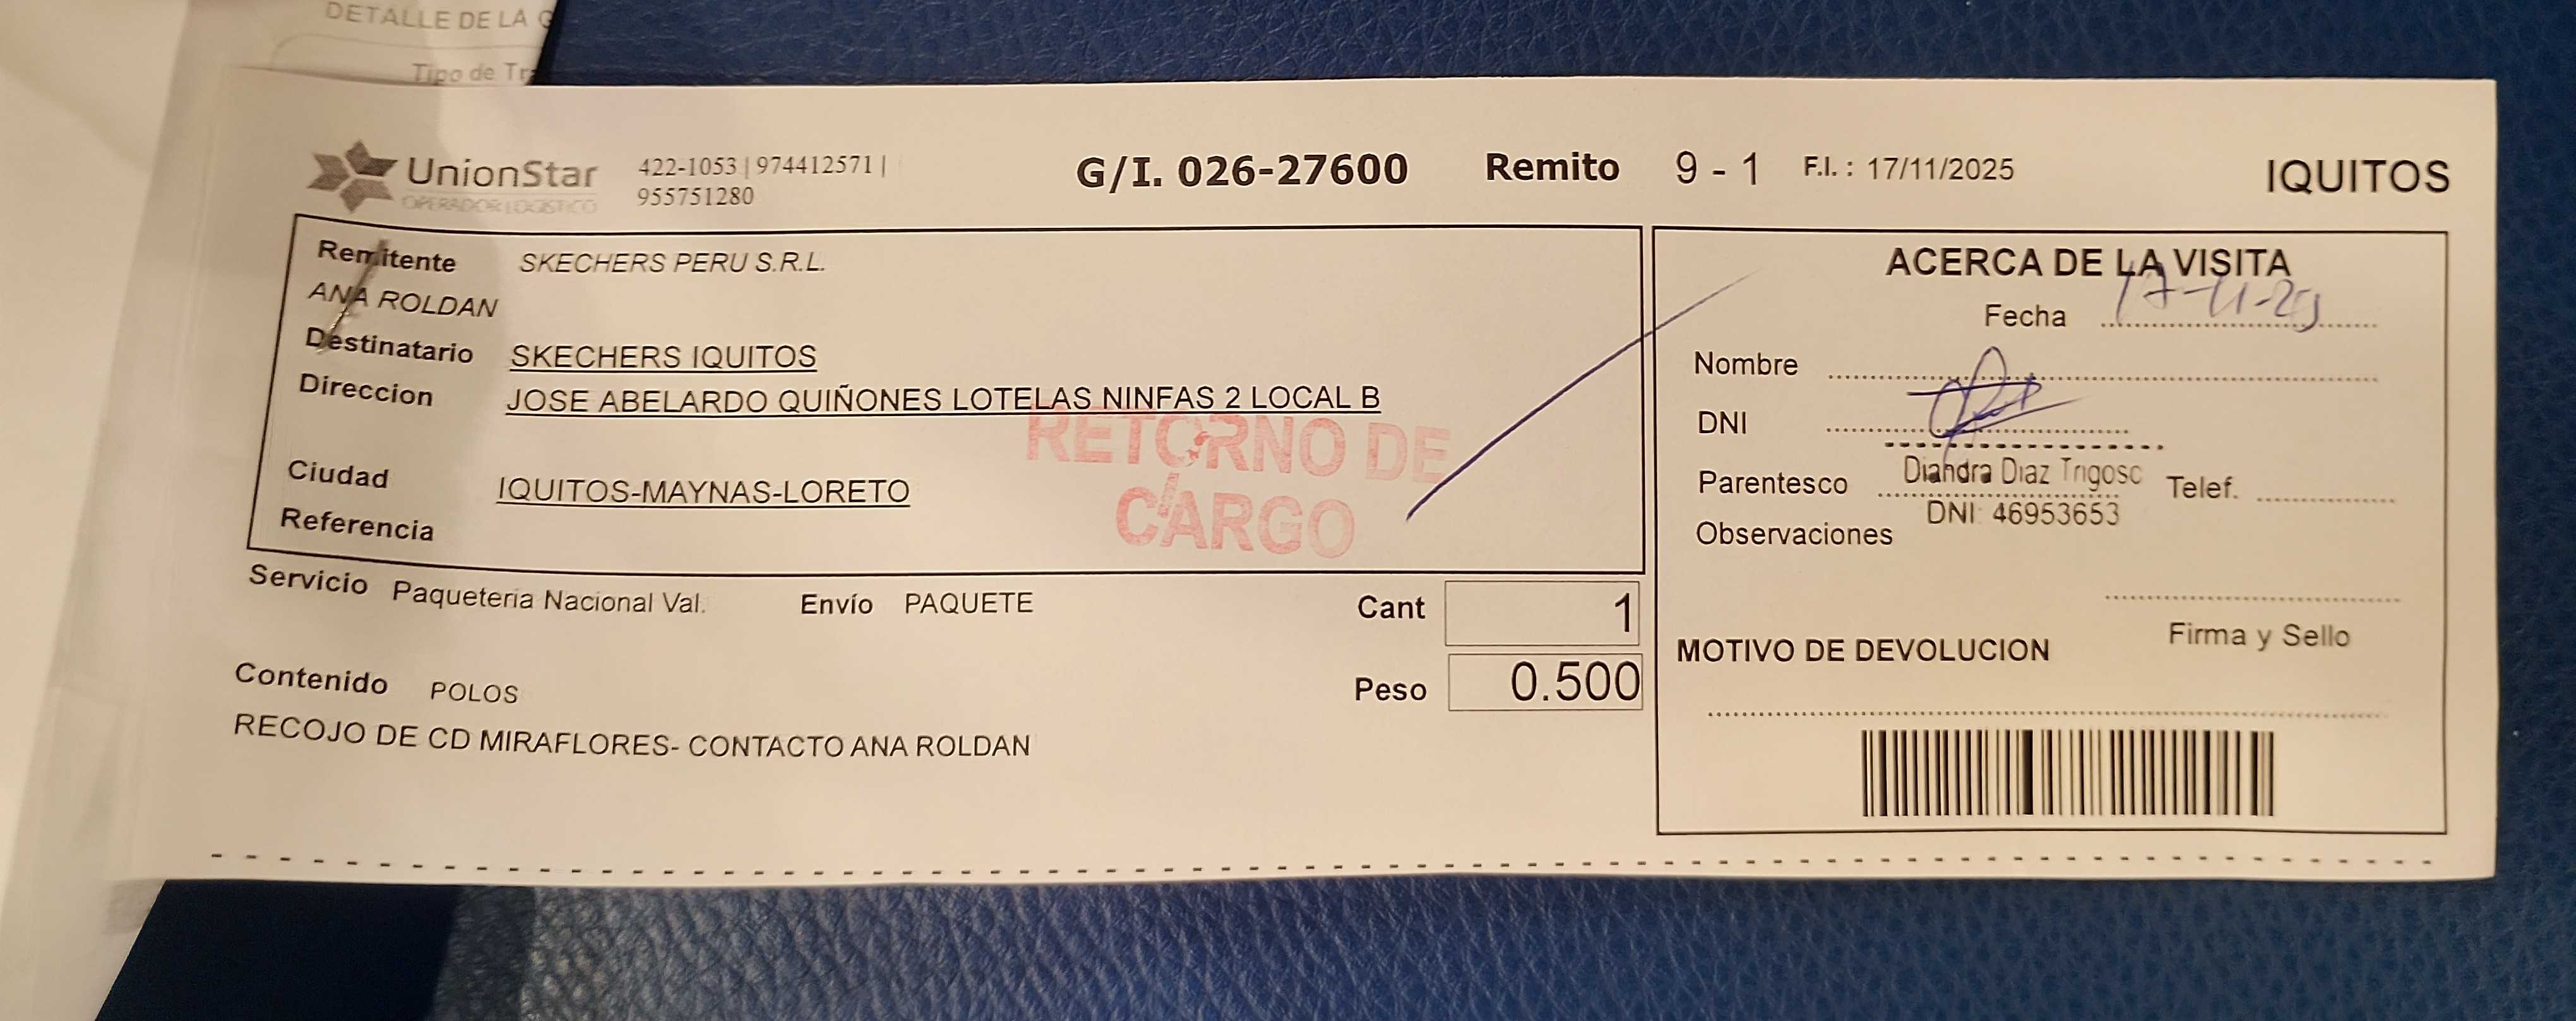 DETALLE DE LA G
Tipo de Tr
UnionStar
OPERADOR LOGISTICO
422-1053 | 974412571 |
955751280
G/I. 026-27600 Remito 9 - 1 F.I. : 17/11/2025 IQUITOS
Remitente SKECHERS PERU S.R.L.
ANA ROLDAN
Destinatario SKECHERS IQUITOS
Direccion JOSE ABELARDO QUIÑONES LOTELAS NINFAS 2 LOCAL B
RETORNO DE
CARGO
Ciudad IQUITOS-MAYNAS-LORETO
Referencia
Servicio Paqueteria Nacional Val. Envío PAQUETE Cant 1
Peso 0.500
Contenido POLOS
RECOJO DE CD MIRAFLORES- CONTACTO ANA ROLDAN
ACERCA DE LA VISITA
Fecha 17-11-25
Nombre
DNI
Parentesco Diandra Diaz Trigoso Telef.
DNI: 46953653
Observaciones
Firma y Sello
MOTIVO DE DEVOLUCION